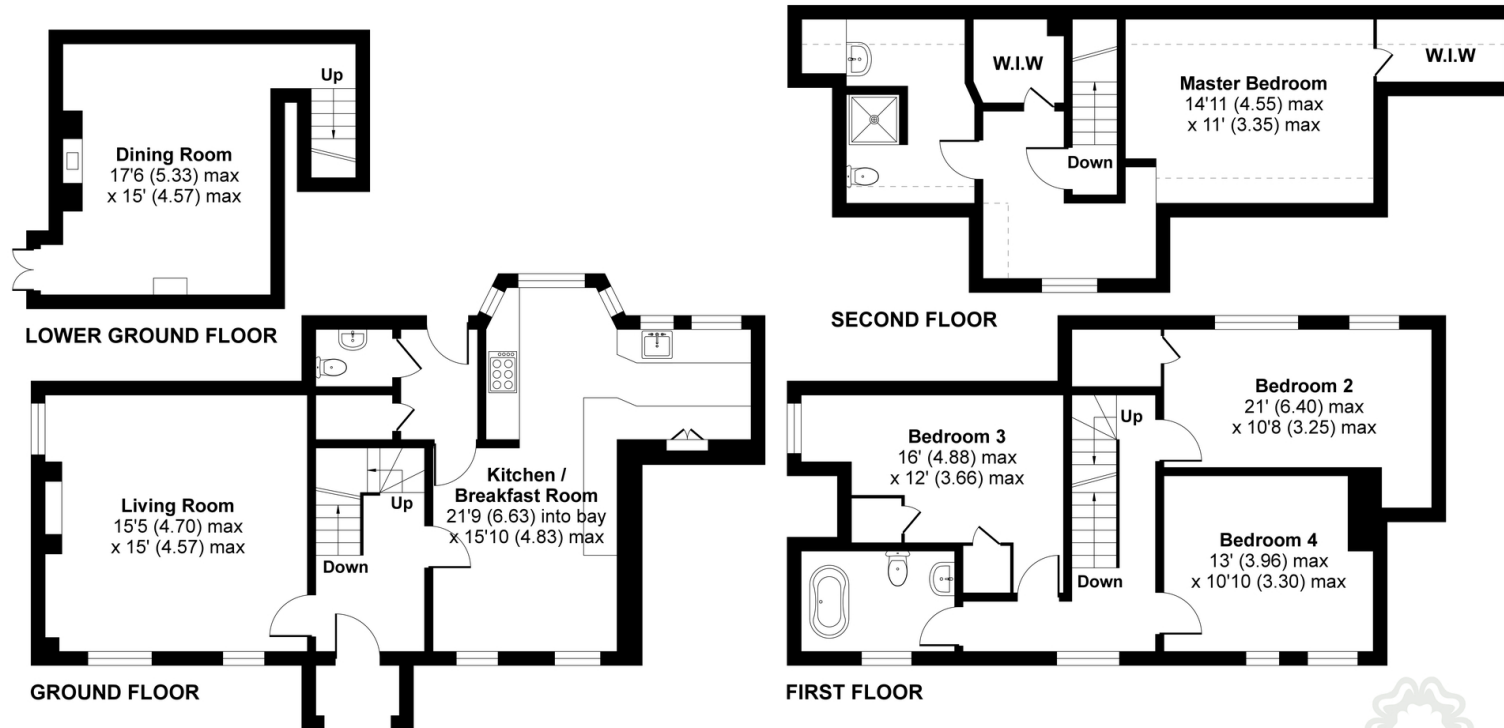 Up
Dining Room
17'6 (5.33) max
x 15' (4.57) max
LOWER GROUND FLOOR
W.I.W
Master Bedroom
14'11 (4.55) max
x 11' (3.35) max
W.I.W
Down
SECOND FLOOR
Living Room
15'5 (4.70) max
x 15' (4.57) max
Up
Down
Kitchen /
Breakfast Room
21'9 (6.63) into bay
x 15'10 (4.83) max
GROUND FLOOR
Bedroom 2
21' (6.40) max
x 10'8 (3.25) max
Up
Bedroom 3
16' (4.88) max
x 12' (3.66) max
Bedroom 4
13' (3.96) max
x 10'10 (3.30) max
Down
FIRST FLOOR